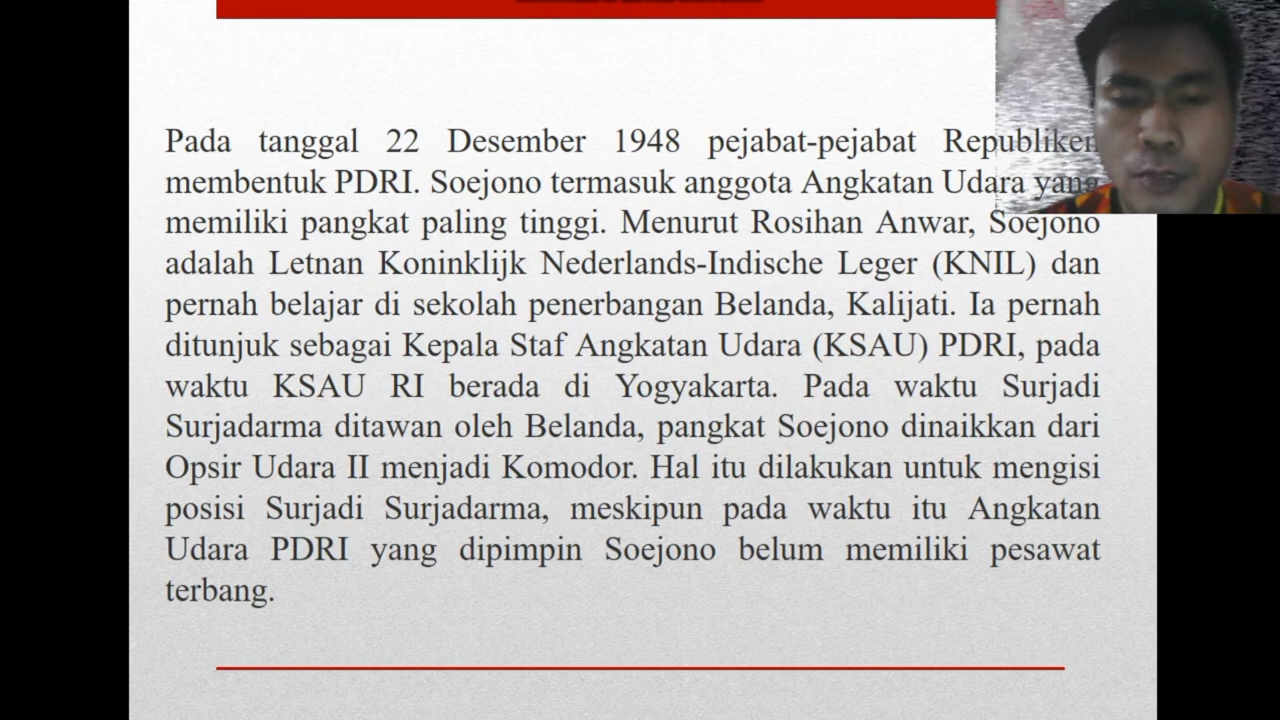 Pada tanggal 22 Desember 1948 pejabat-pejabat Republiken
membentuk PDRI. Soejono termasuk anggota Angkatan Udara yang
memiliki pangkat paling tinggi. Menurut Rosihan Anwar, Soejono
adalah Letnan Koninklijk Nederlands-Indische Leger (KNIL) dan
pernah belajar di sekolah penerbangan Belanda, Kalijati. Ia pernah
ditunjuk sebagai Kepala Staf Angkatan Udara (KSAU) PDRI, pada
waktu KSAU RI berada di Yogyakarta. Pada waktu Surjadi
Surjadarma ditawan oleh Belanda, pangkat Soejono dinaikkan dari
Opsir Udara II menjadi Komodor. Hal itu dilakukan untuk mengisi
posisi Surjadi Surjadarma, meskipun pada waktu itu Angkatan
Udara PDRI yang dipimpin Soejono belum memiliki pesawat
terbang.